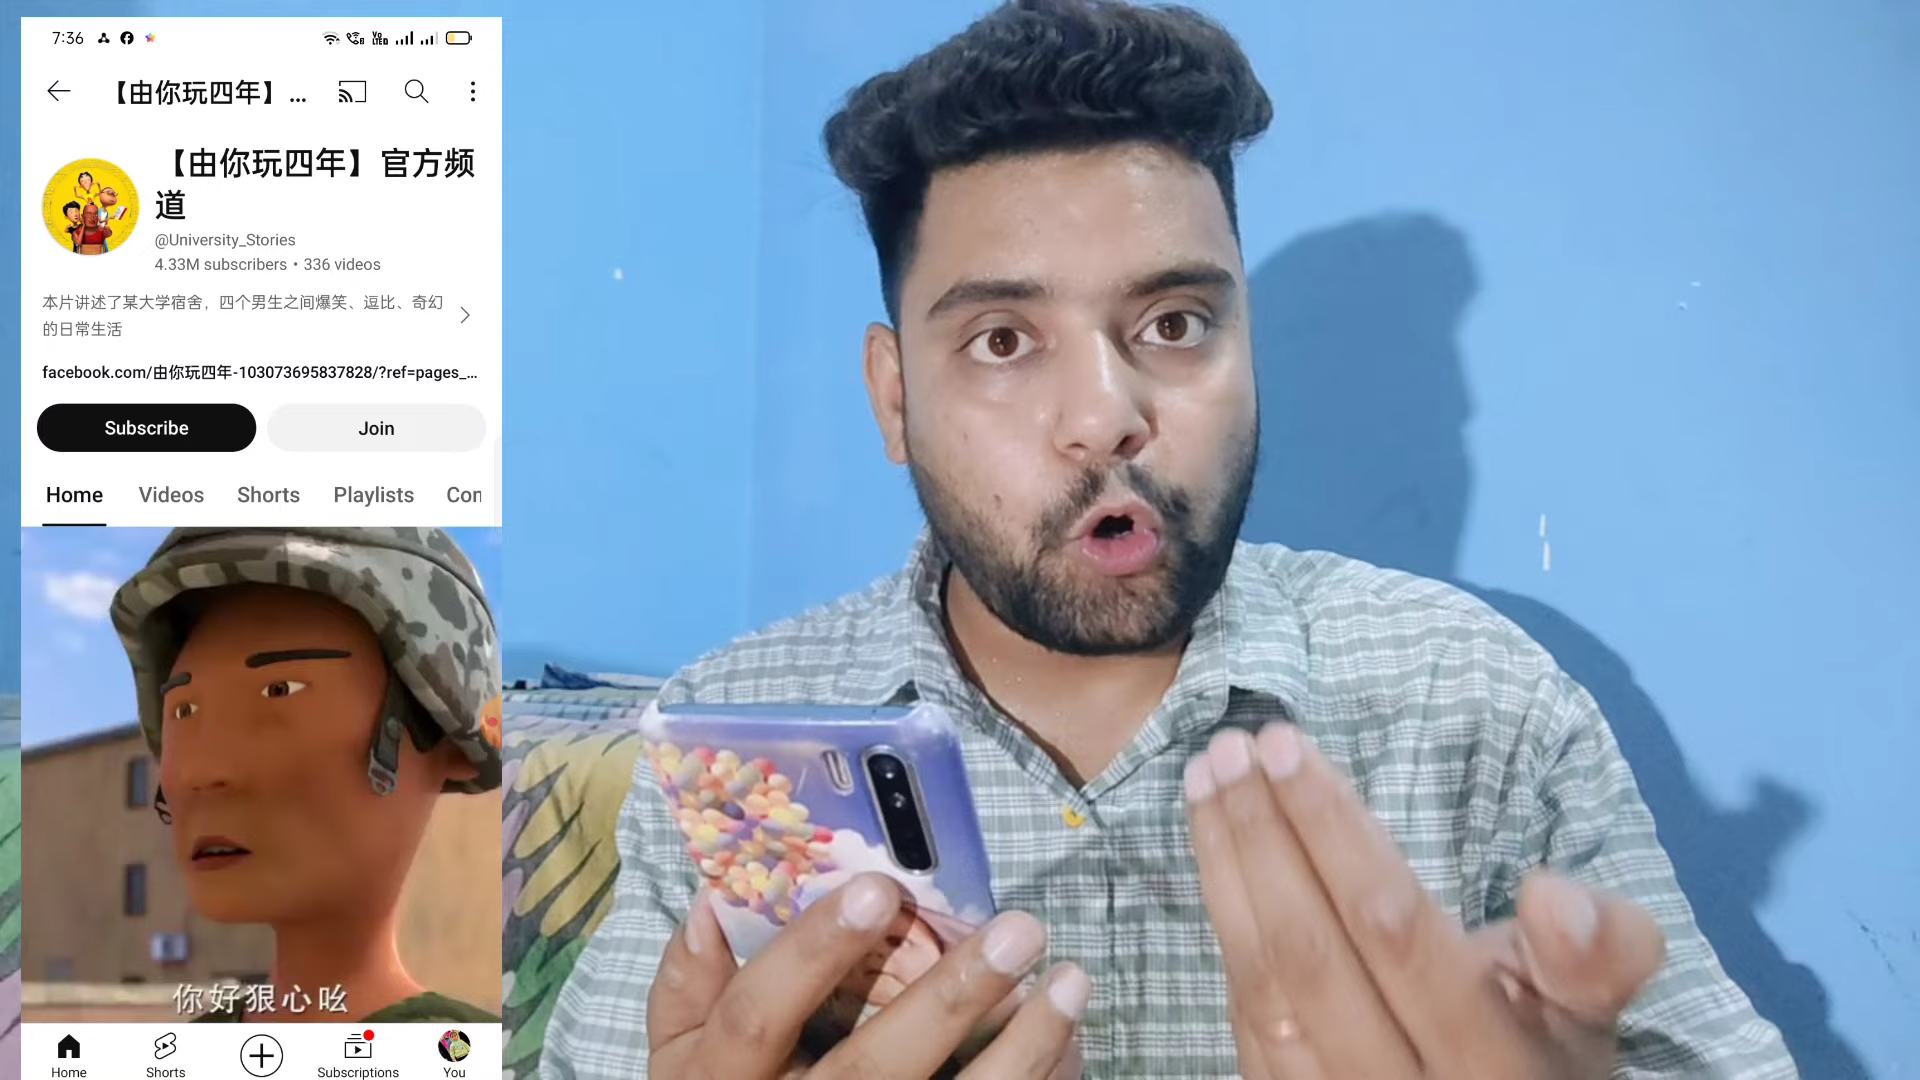 7:36
【由你玩四年】...
【由你玩四年】官方频
道
@University_Stories
4.33M subscribers • 336 videos
本片讲述了某大学宿舍，四个男生之间爆笑、逗比、奇幻
的日常生活
facebook.com/由你玩四年-103073695837828/?ref=pages_...
Subscribe
Join
Home Videos Shorts Playlists Con
你好狠心吆
Home Shorts Subscriptions You